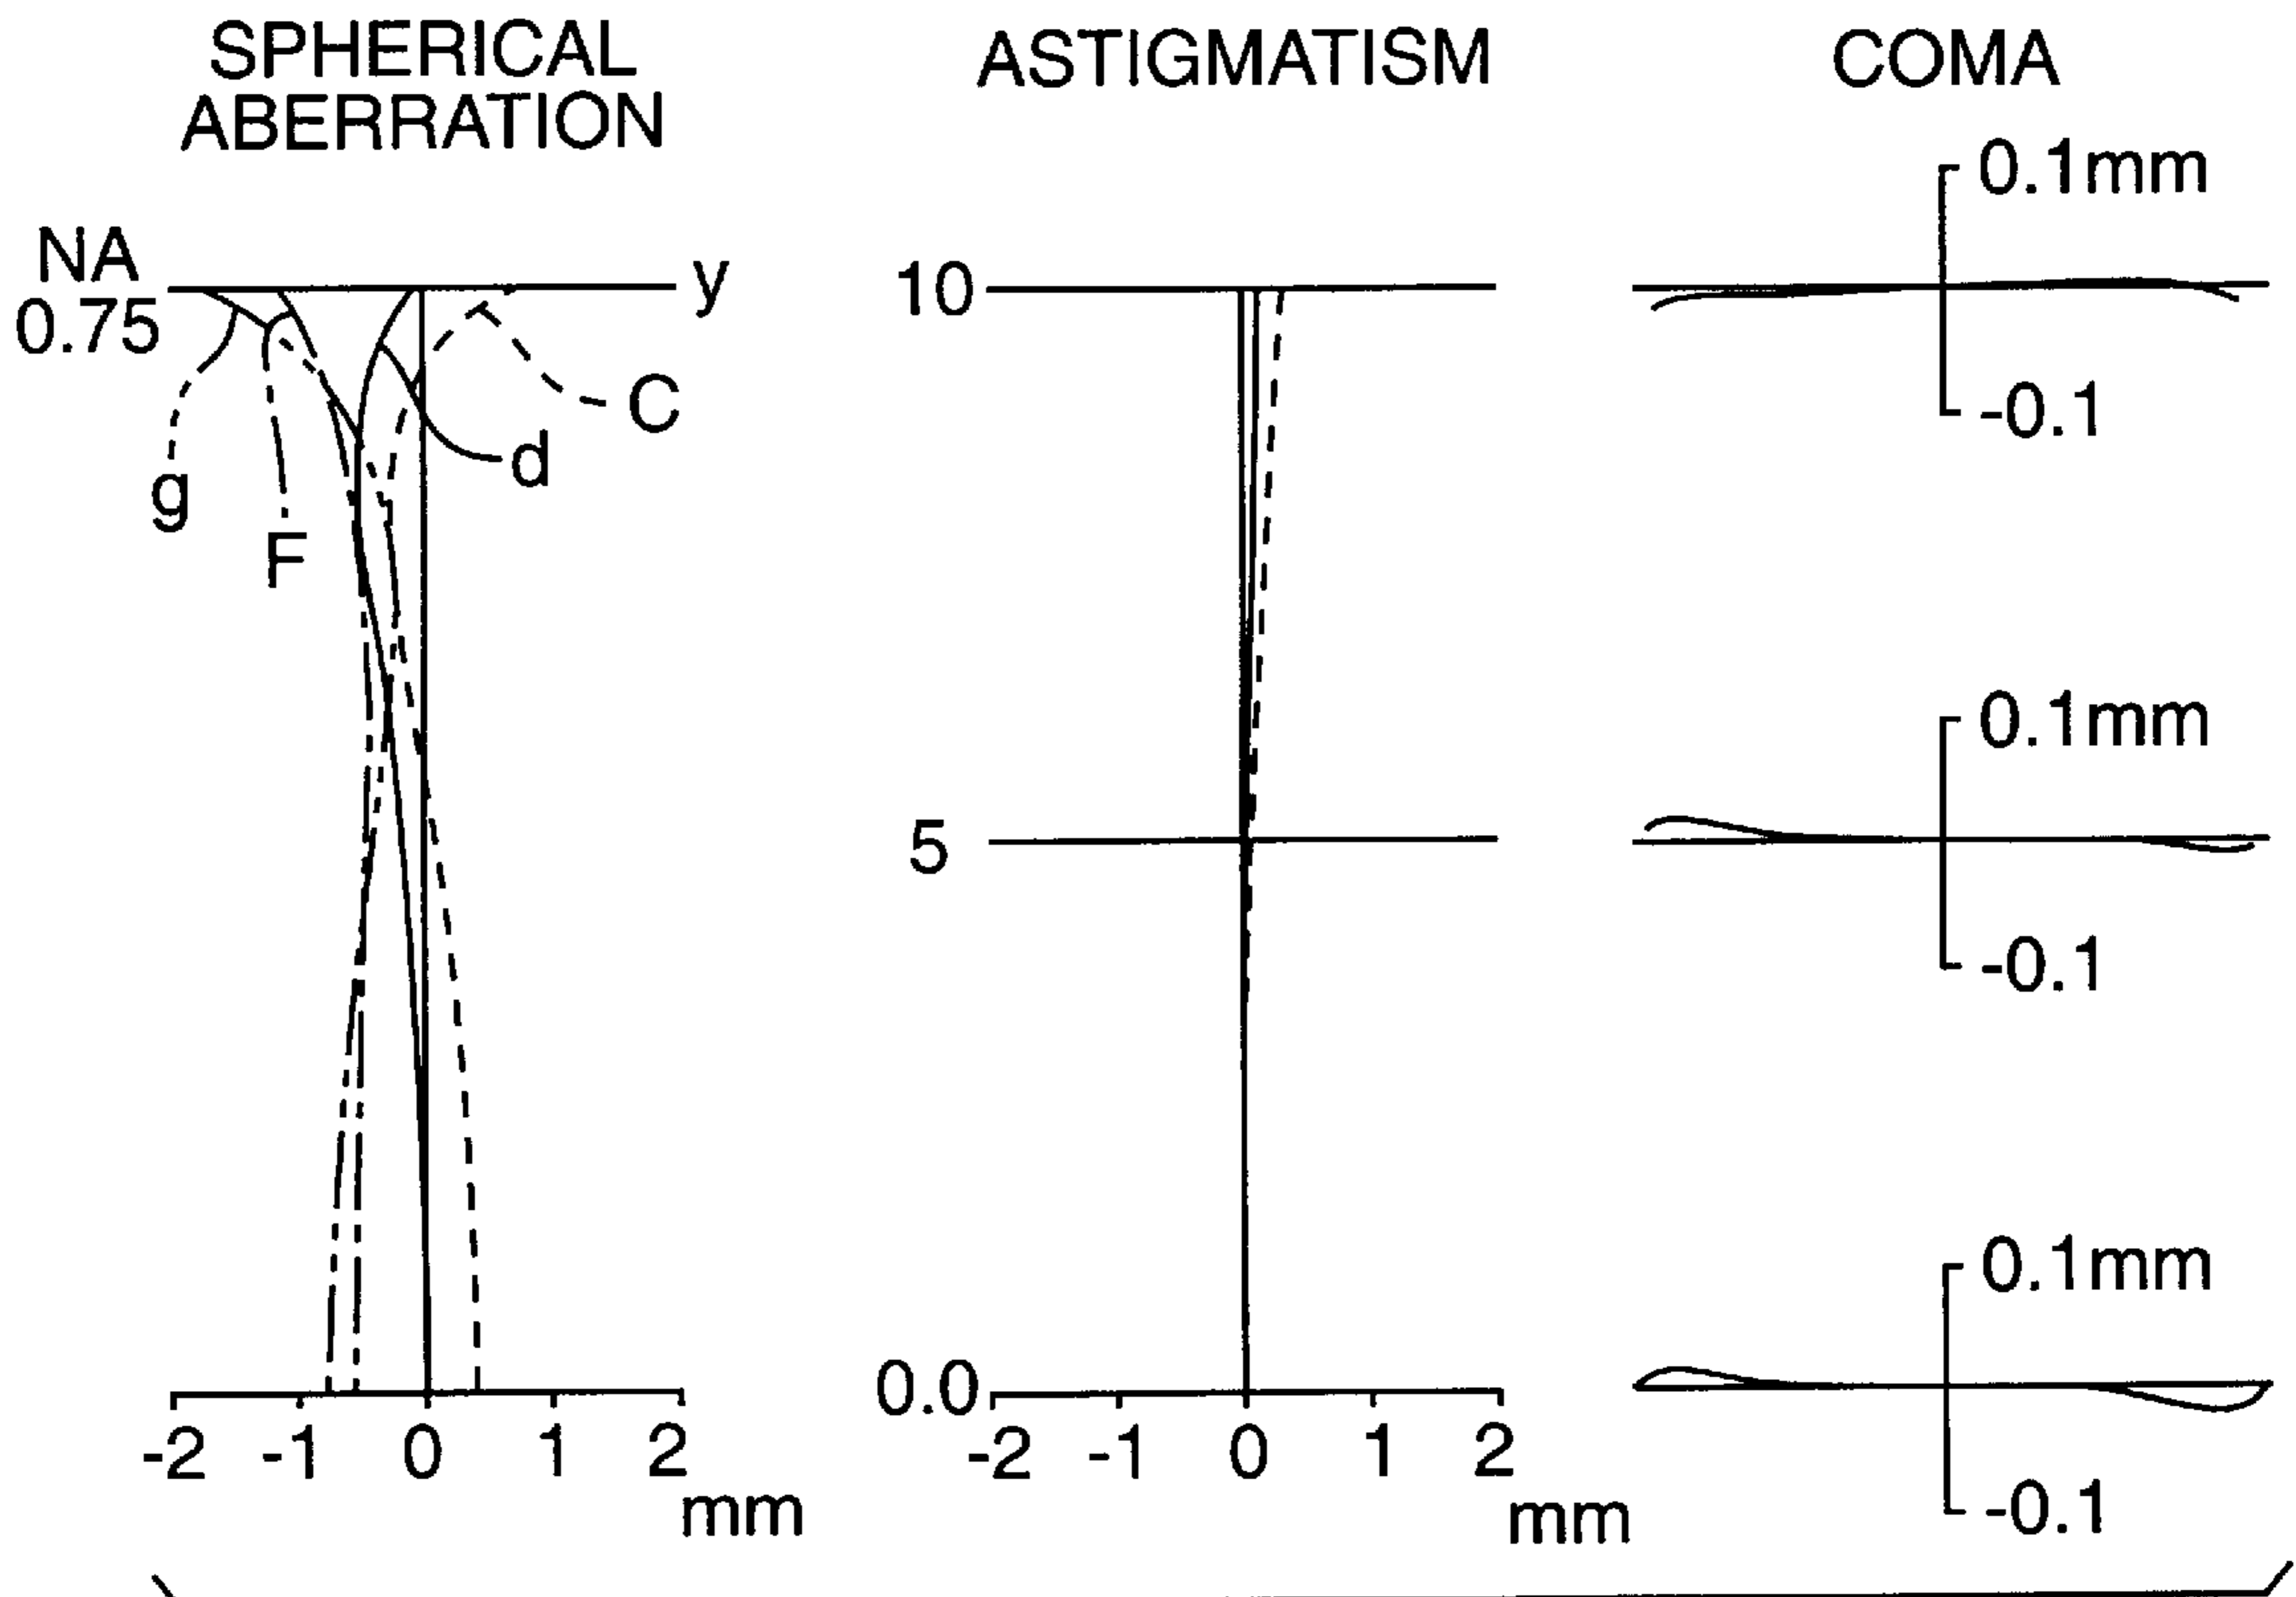 SPHERICAL
ABERRATION
NA
0.75
y
g
F
d
C
-2 -1 0 1 2
mm
ASTIGMATISM
10
5
0.0
-2 -1 0 1 2
mm
COMA
0.1mm
-0.1
0.1mm
-0.1
0.1mm
-0.1